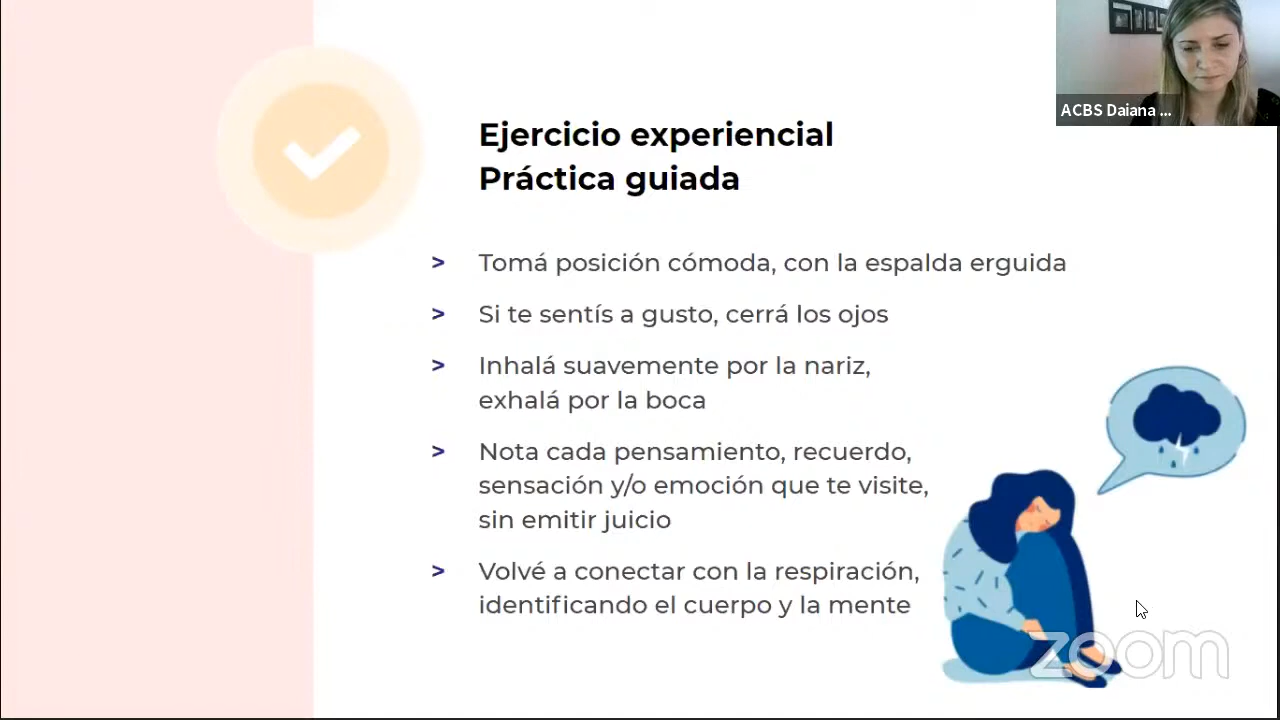 ACBS Daiana ...
Ejercicio experiencial
Práctica guiada
> Tomá posición cómoda, con la espalda erguida
> Si te sentís a gusto, cerrá los ojos
> Inhalá suavemente por la nariz,
exhalá por la boca
> Nota cada pensamiento, recuerdo,
sensación y/o emoción que te visite,
sin emitir juicio
> Volvé a conectar con la respiración,
identificando el cuerpo y la mente
zoom